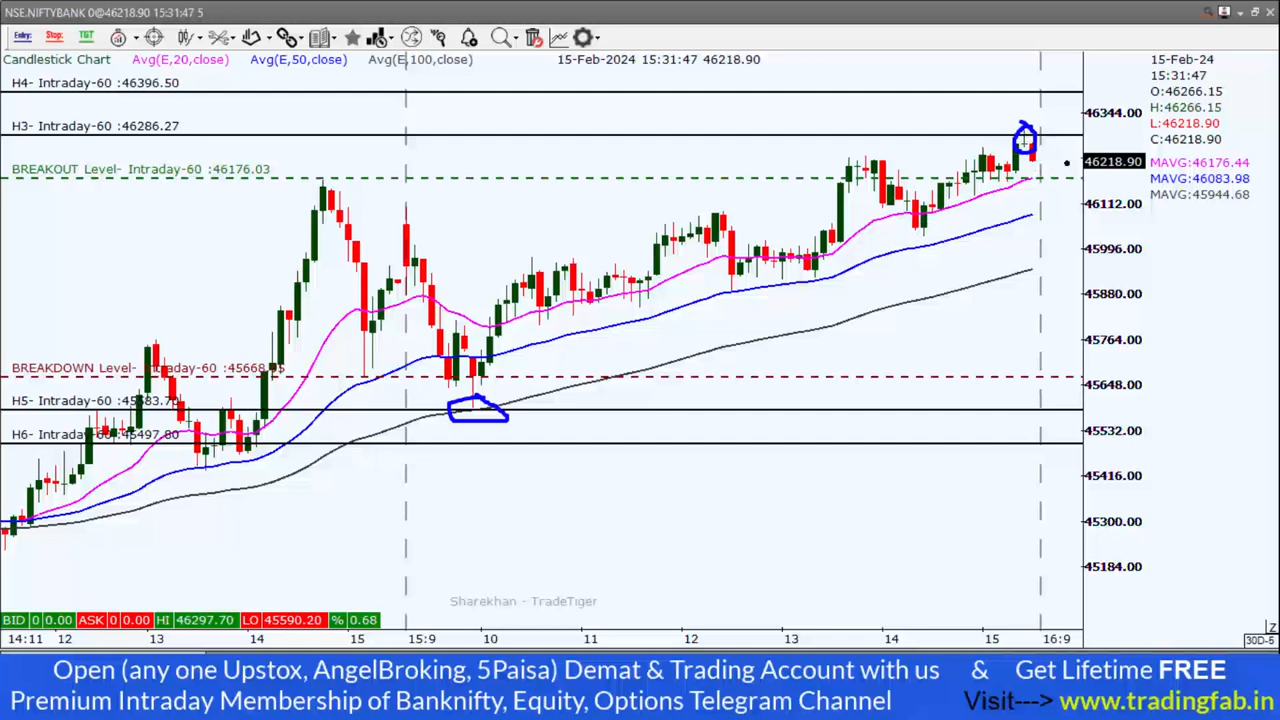 NSE.NIFTYBANK 0@46218.90 15:31:47 5
Entry: Stop: TGT
Candlestick Chart Avg(E,20,close) Avg(E,50,close) Avg(E,100,close) 15-Feb-2024 15:31:47 46218.90
15-Feb-24
15:31:47
O:46266.15
H:46266.15
L:46218.90
C:46218.90
MAVG:46176.44
MAVG:46083.98
MAVG:45944.68
H4- Intraday-60 :46396.50
H3- Intraday-60 :46286.27
BREAKOUT Level- Intraday-60 :46176.03
BREAKDOWN Level- Intraday-60 :45668.
H5- Intraday-60 :45583.70
H6- Intraday-60 :45497.80
46344.00
46218.90
46112.00
45996.00
45880.00
45764.00
45648.00
45532.00
45416.00
45300.00
45184.00
Sharekhan - TradeTiger
BID 0 0.00 ASK 0 0.00 HI 46297.70 LO 45590.20 % 0.68
14:11 12 13 14 15 15:9 10 11 12 13 14 15 16:9
Z
30D-5
Open (any one Upstox, AngelBroking, 5Paisa) Demat & Trading Account with us & Get Lifetime FREE
Premium Intraday Membership of Banknifty, Equity, Options Telegram Channel Visit---> www.tradingfab.in